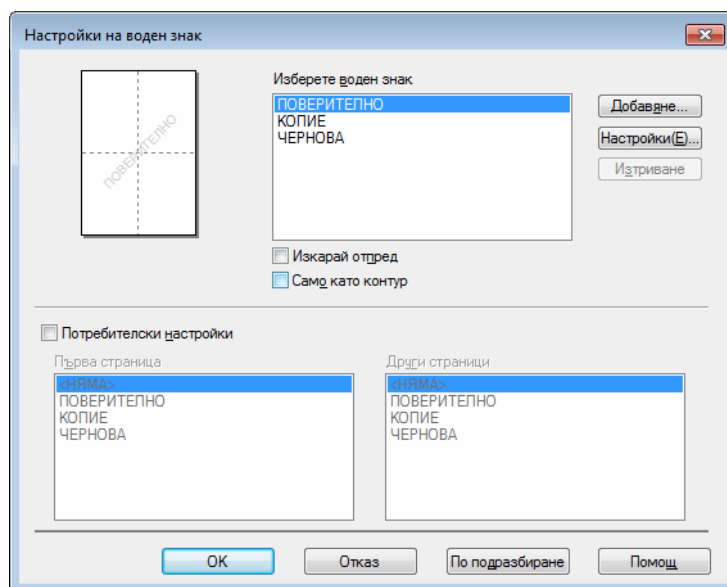 Настройки на воден знак
ПОВЕРИТЕЛНО
Изберете воден знак
ПОВЕРИТЕЛНО
КОПИЕ
ЧЕРНОВА
Добавяне...
Настройки(E)...
Изтриване
Изкарай отпред
Само като контур
Потребителски настройки
Първа страница
<НЯМА>
ПОВЕРИТЕЛНО
КОПИЕ
ЧЕРНОВА
Други страници
<НЯМА>
ПОВЕРИТЕЛНО
КОПИЕ
ЧЕРНОВА
OK
Отказ
По подразбиране
Помощ